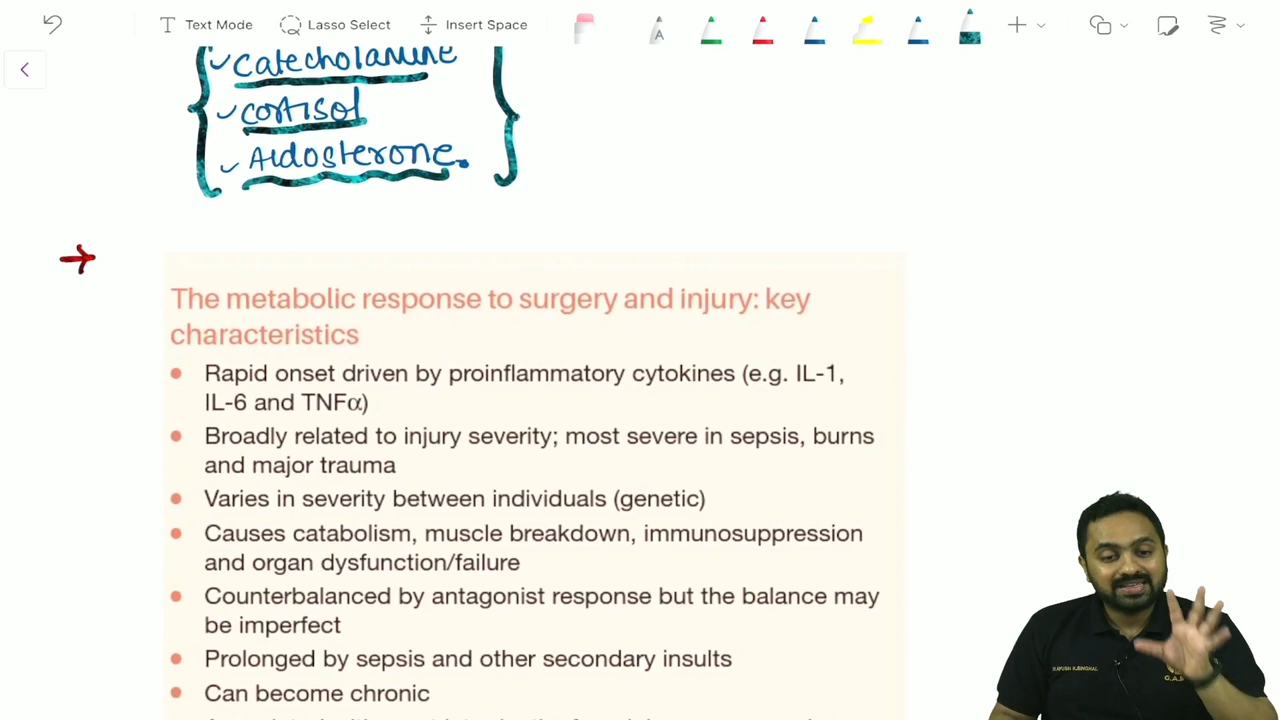 Text Mode
Lasso Select
Insert Space
A
Catecholamine
cortisol
Aldosterone.
The metabolic response to surgery and injury: key
characteristics
Rapid onset driven by proinflammatory cytokines (e.g. IL-1,
IL-6 and TNFα)
Broadly related to injury severity; most severe in sepsis, burns
and major trauma
Varies in severity between individuals (genetic)
Causes catabolism, muscle breakdown, immunosuppression
and organ dysfunction/failure
Counterbalanced by antagonist response but the balance may
be imperfect
Prolonged by sepsis and other secondary insults
Can become chronic